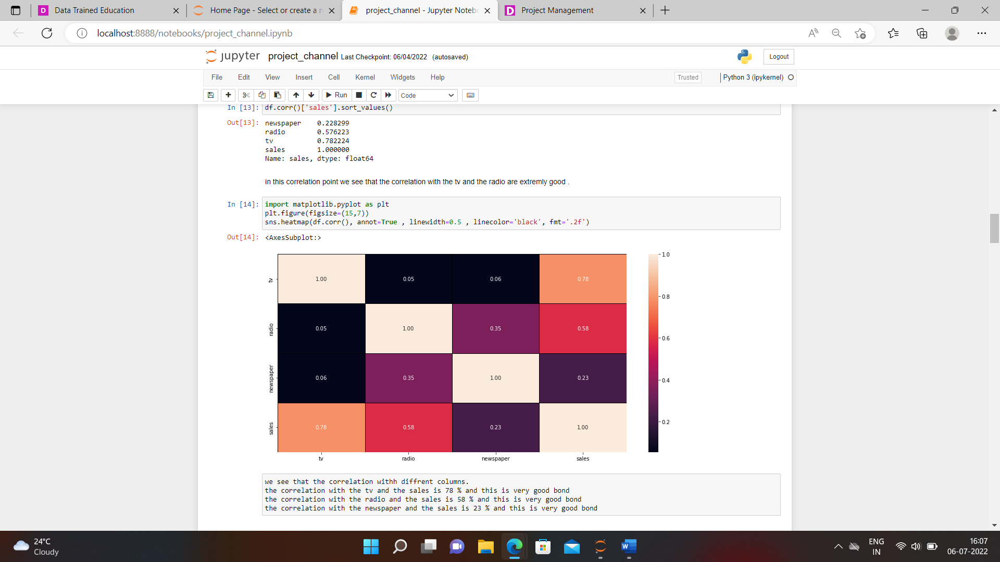 Data Trained Education
Home Page - Select or create a n
project_channel - Jupyter Noteb
Project Management
localhost:8888/notebooks/project_channel.ipynb
jupyter project_channel Last Checkpoint: 06/04/2022 (autosaved)
Logout
File Edit View Insert Cell Kernel Widgets Help
Trusted
Python 3 (ipykernel)
Run
Code
In [13]: df.corr()['sales'].sort_values()
Out[13]: newspaper 0.228299
radio 0.576223
tv 0.782224
sales 1.000000
Name: sales, dtype: float64
in this correlation point we see that the correlation with the tv and the radio are extremly good .
In [14]: import matplotlib.pyplot as plt
plt.figure(figsize=(15,7))
sns.heatmap(df.corr(), annot=True , linewidth=0.5 , linecolor='black', fmt='.2f')
Out[14]: <AxesSubplot:>
tv 1.00 0.05 0.06 0.78
radio 0.05 1.00 0.35 0.58
newspaper 0.06 0.35 1.00 0.23
sales 0.78 0.58 0.23 1.00
tv radio newspaper sales
1.0
0.8
0.6
0.4
0.2
we see that the correlation withh diffrent columns.
the correlation with the tv and the sales is 78 % and this is very good bond
the correlation with the radio and the sales is 58 % and this is very good bond
the correlation with the newspaper and the sales is 23 % and this is very good bond
24°C
Cloudy
ENG
IN
16:07
06-07-2022